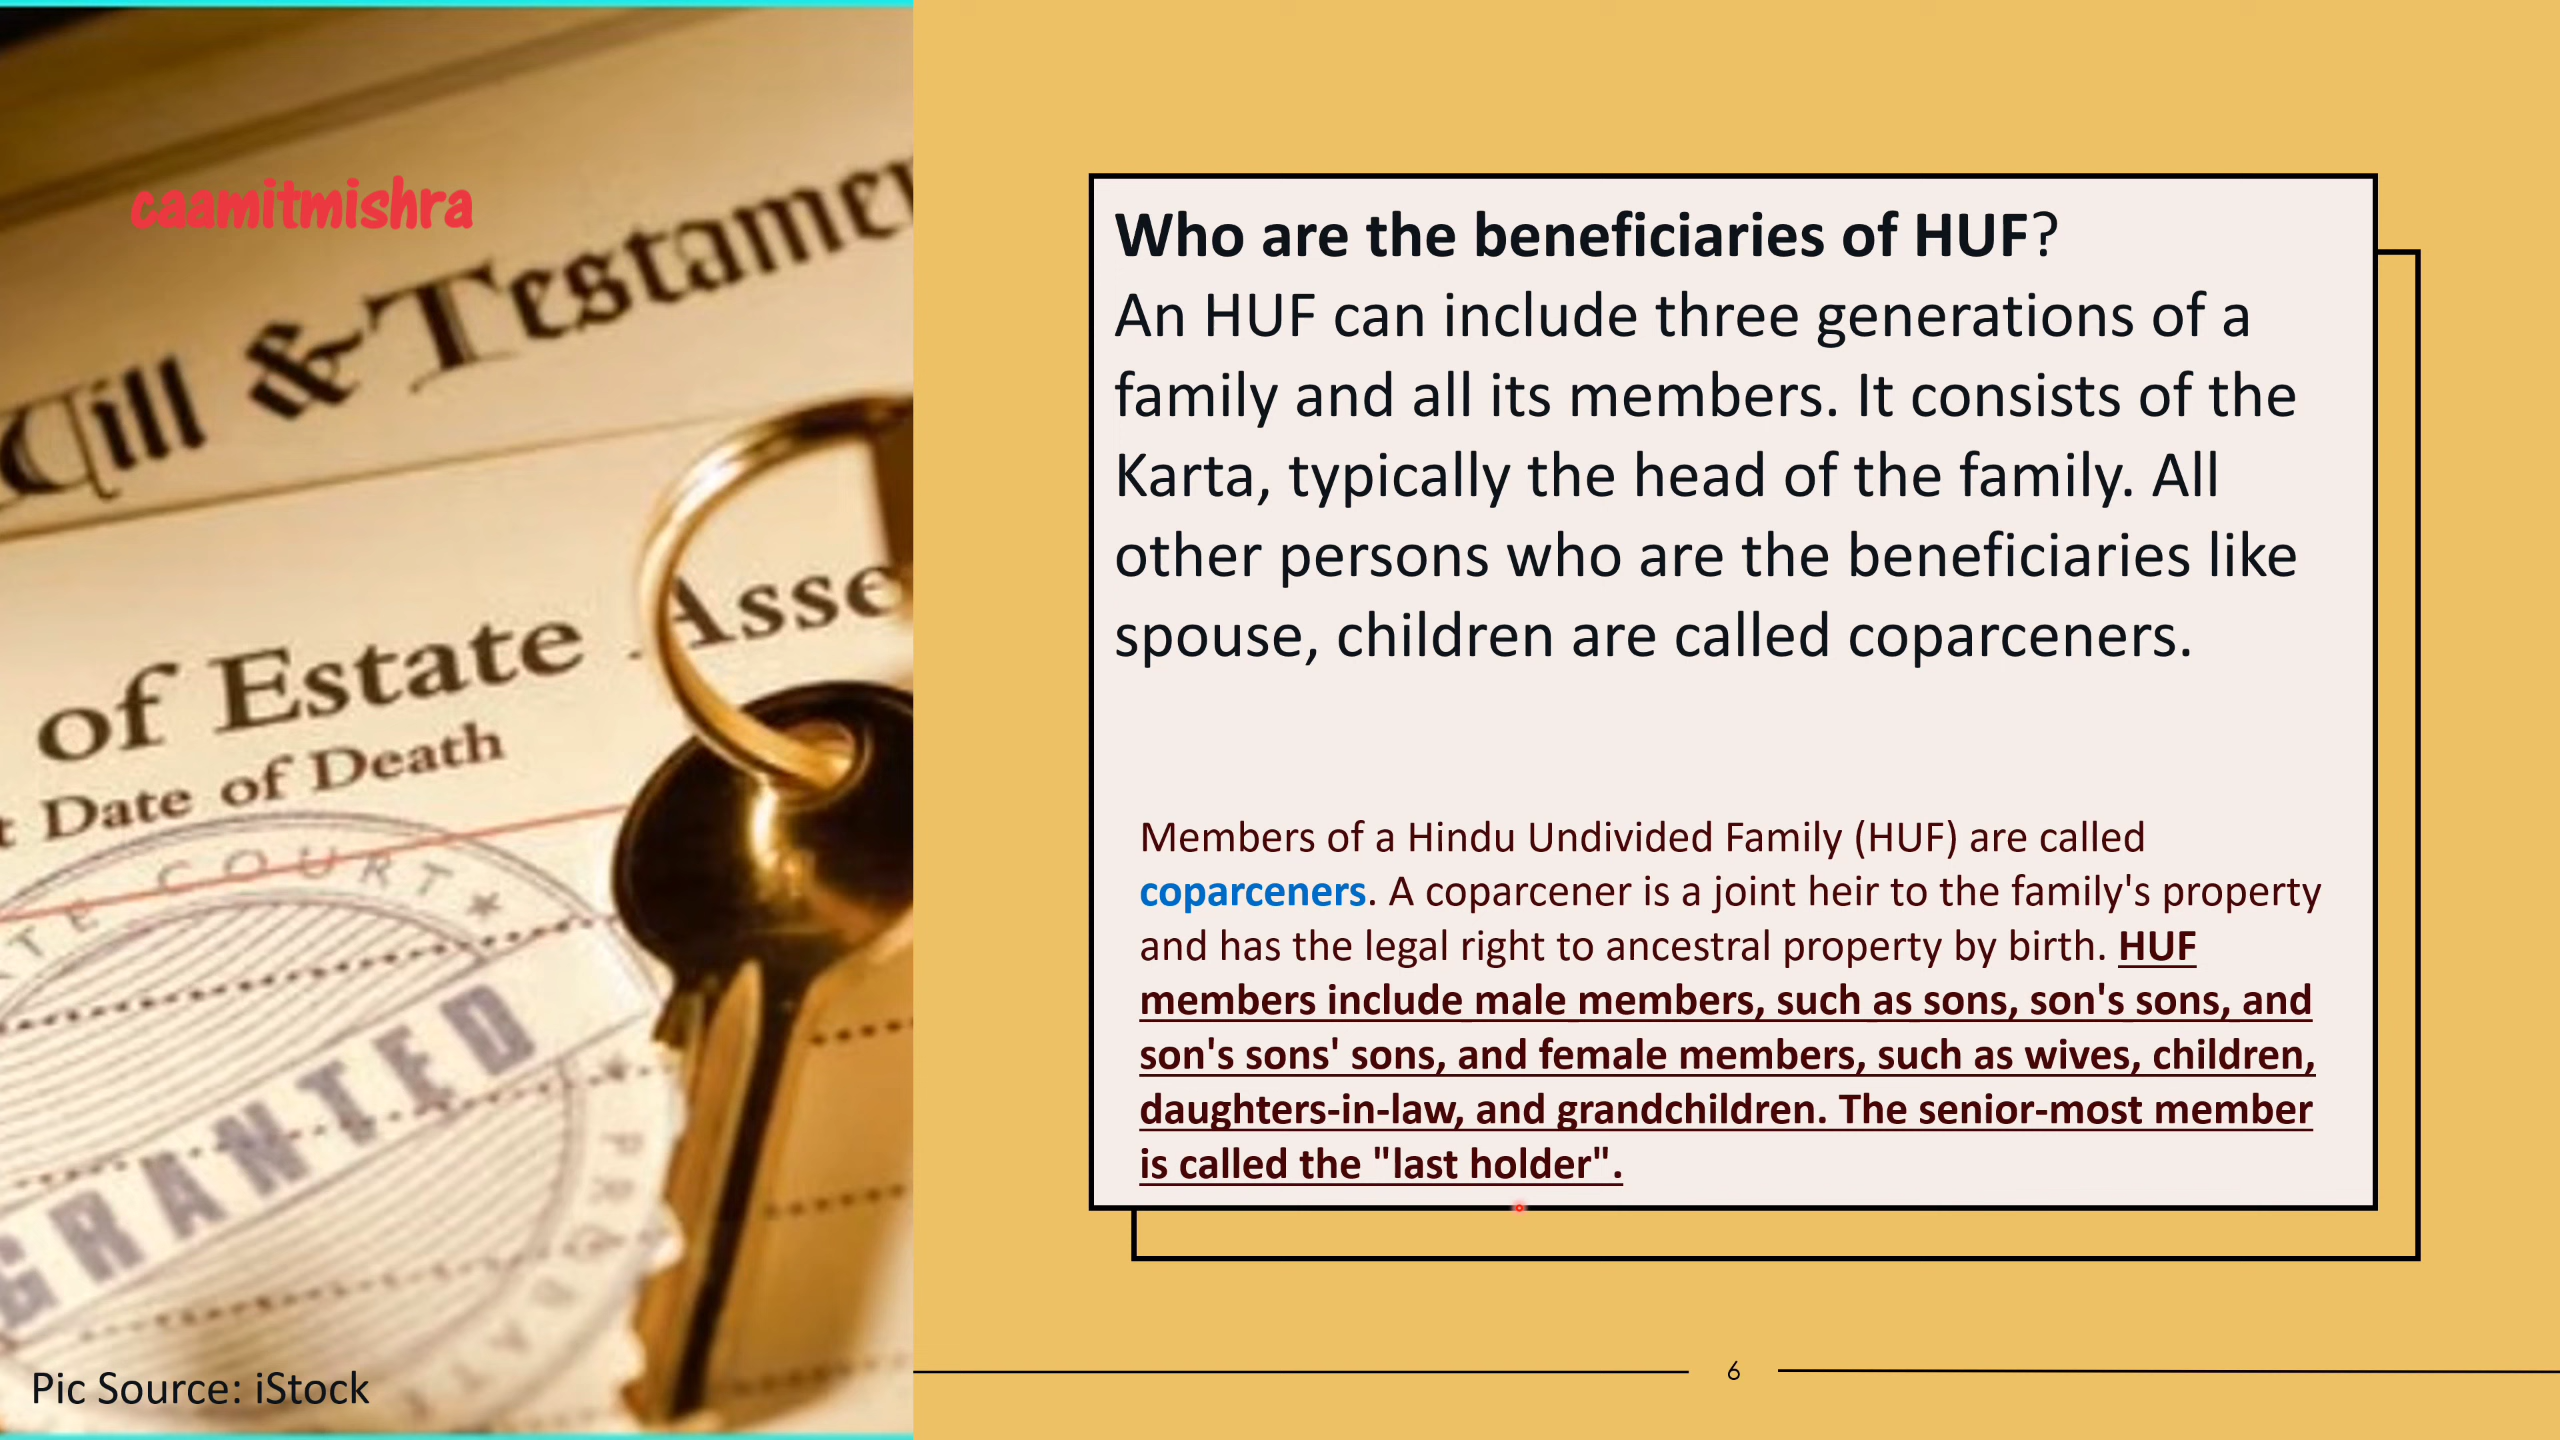 caamitmishra
Will & Testamen
of Estate Asse
t Date of Death
TE COURT
GRANTED
Pic Source: iStock
Who are the beneficiaries of HUF?
An HUF can include three generations of a
family and all its members. It consists of the
Karta, typically the head of the family. All
other persons who are the beneficiaries like
spouse, children are called coparceners.
Members of a Hindu Undivided Family (HUF) are called
coparceners. A coparcener is a joint heir to the family's property
and has the legal right to ancestral property by birth. HUF
members include male members, such as sons, son's sons, and
son's sons' sons, and female members, such as wives, children,
daughters-in-law, and grandchildren. The senior-most member
is called the "last holder".
6